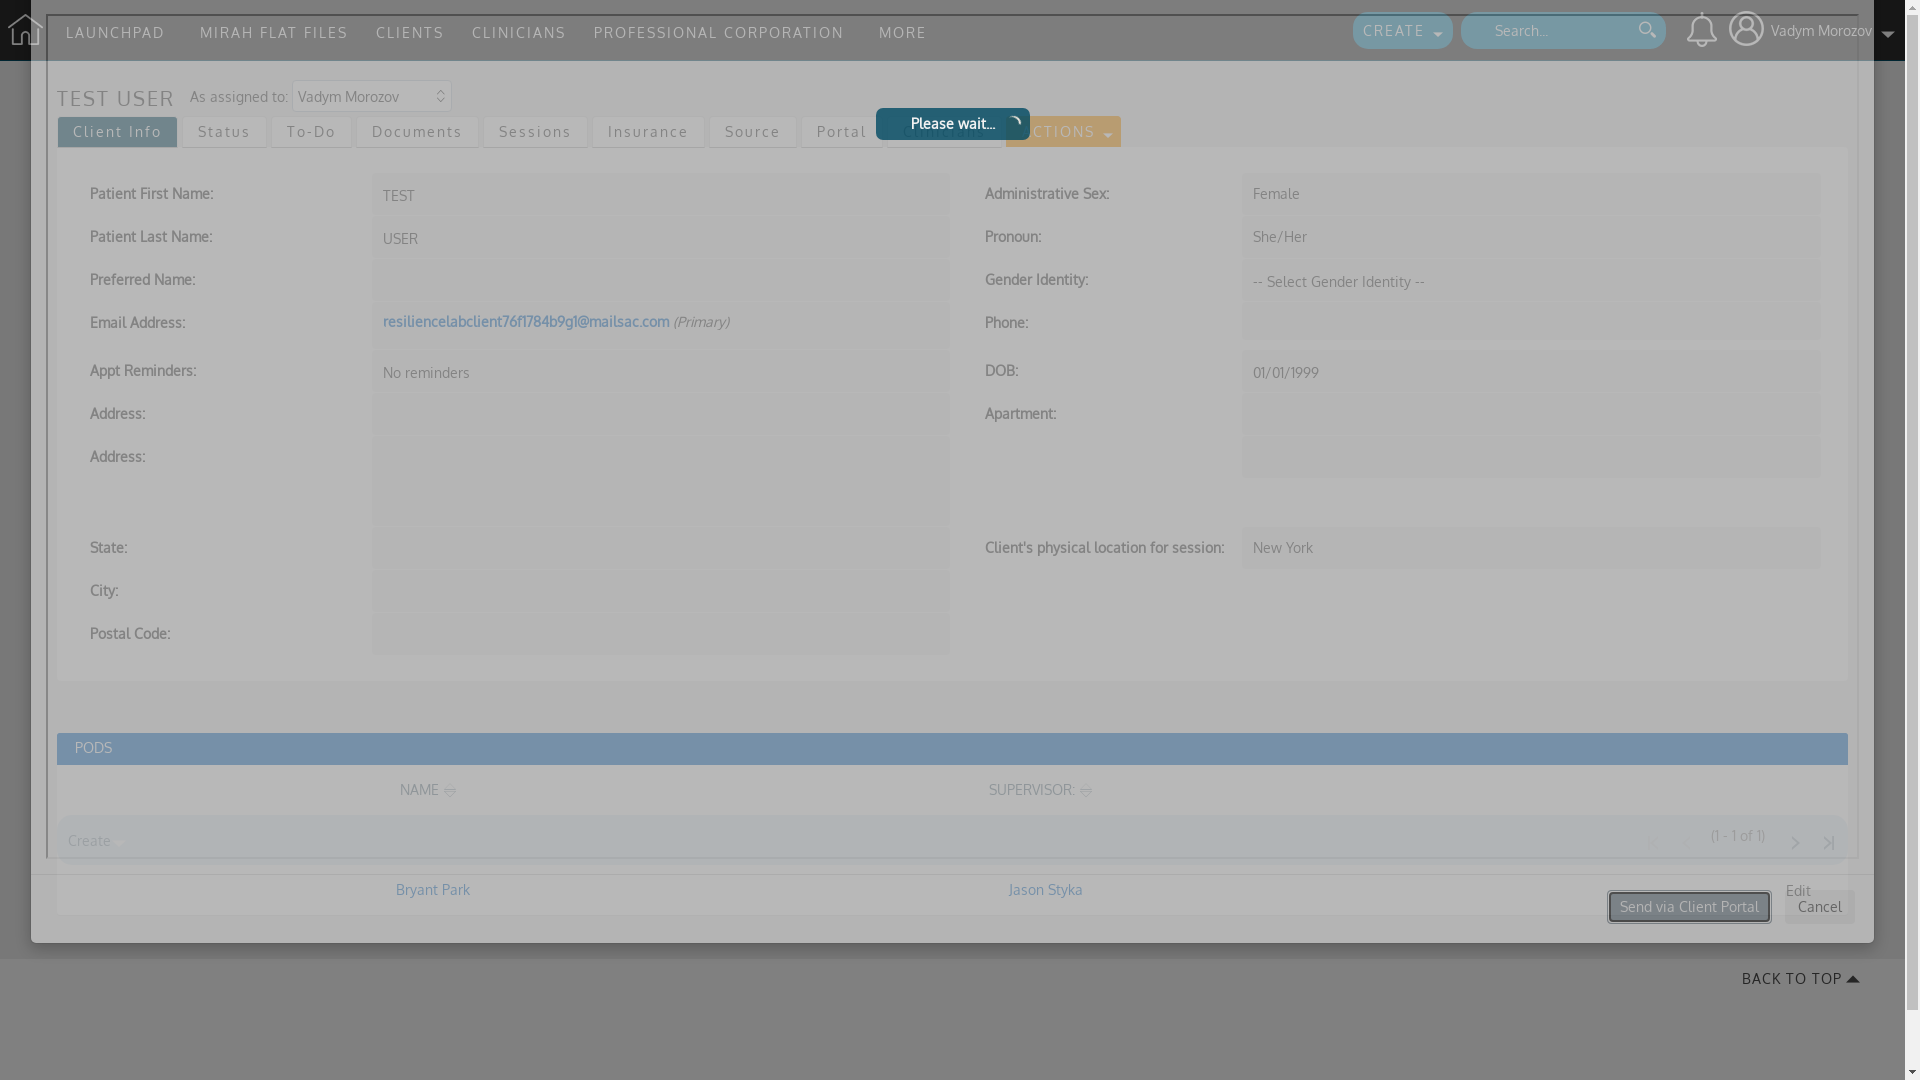 LAUNCHPAD MIRAH FLAT FILES CLIENTS CLINICIANS PROFESSIONAL CORPORATION MORE CREATE Search... Vadym Morozov
TEST USER As assigned to: Vadym Morozov
Please wait...
Client Info Status To-Do Documents Sessions Insurance Source Portal CTIONS
Patient First Name: TEST Administrative Sex: Female
Patient Last Name: USER Pronoun: She/Her
Preferred Name: Gender Identity: -- Select Gender Identity --
Email Address: resiliencelabclient76f1784b9g1@mailsac.com (Primary) Phone:
Appt Reminders: No reminders DOB: 01/01/1999
Address: Apartment:
Address:
State: Client's physical location for session: New York
City:
Postal Code:
PODS
NAME SUPERVISOR:
Create (1 - 1 of 1)
Bryant Park Jason Styka Edit
Send via Client Portal Cancel
BACK TO TOP